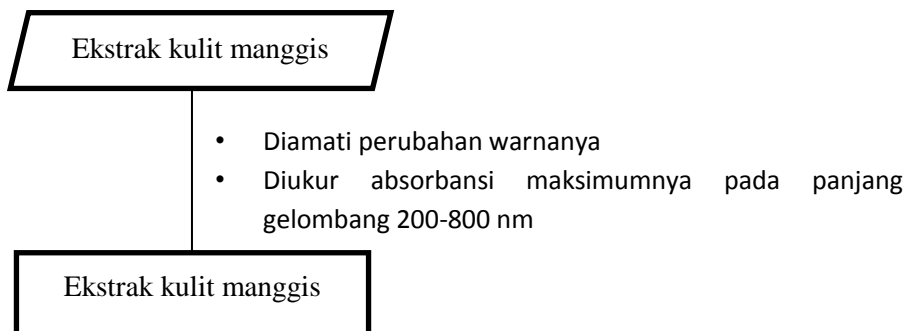 Ekstrak kulit manggis
• Diamati perubahan warnanya
• Diukur absorbansi maksimumnya pada panjang
gelombang 200-800 nm
Ekstrak kulit manggis